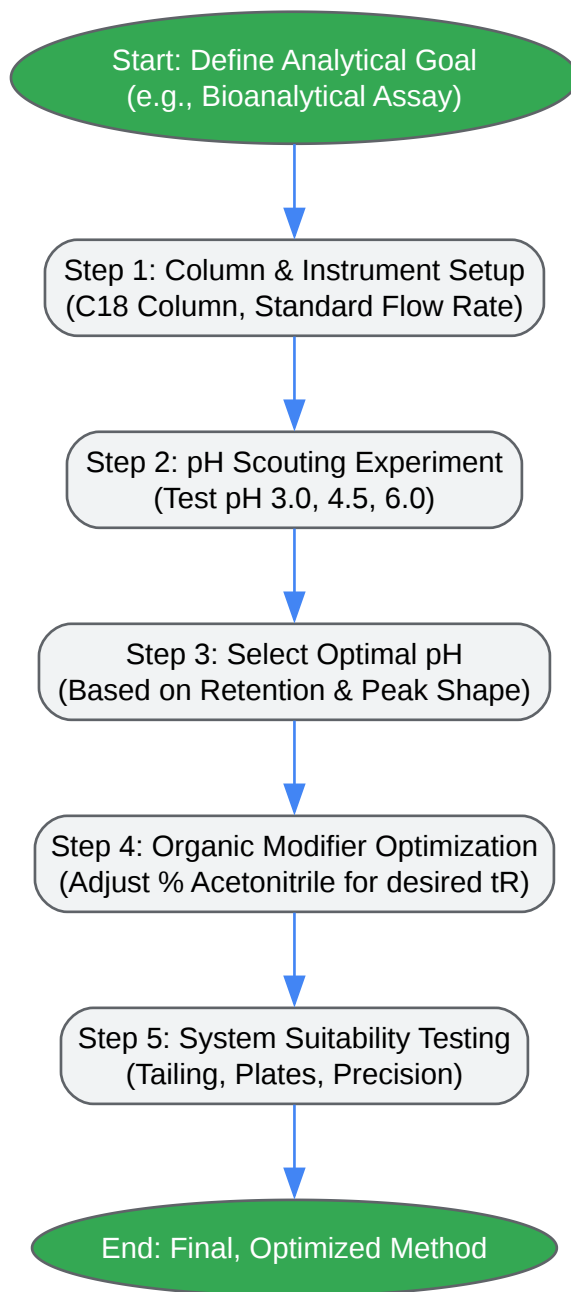 Start: Define Analytical Goal
(e.g., Bioanalytical Assay)
Step 1: Column & Instrument Setup
(C18 Column, Standard Flow Rate)
Step 2: pH Scouting Experiment
(Test pH 3.0, 4.5, 6.0)
Step 3: Select Optimal pH
(Based on Retention & Peak Shape)
Step 4: Organic Modifier Optimization
(Adjust % Acetonitrile for desired tR)
Step 5: System Suitability Testing
(Tailing, Plates, Precision)
End: Final, Optimized Method